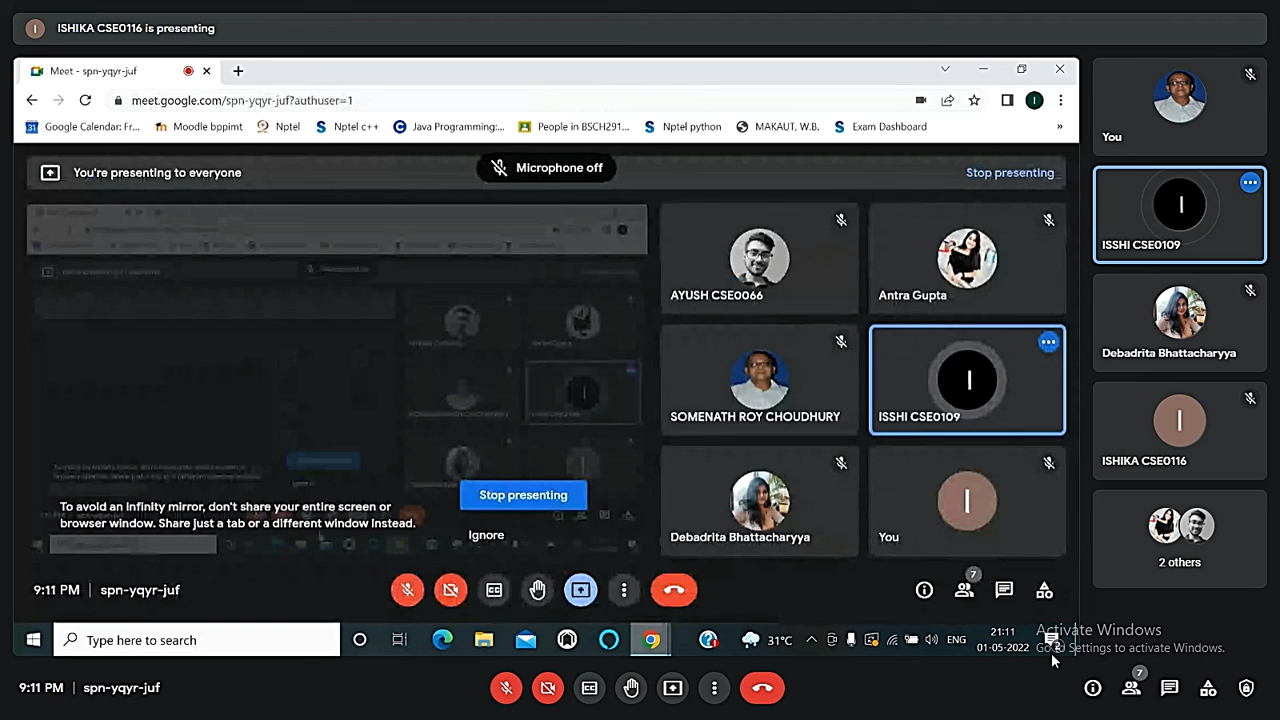 I
ISHIKA CSE0116 is presenting
Meet - spn-yqyr-juf
meet.google.com/spn-yqyr-juf?authuser=1
I
31
Google Calendar: Fr...
Moodle bppimt
Nptel
Nptel c++
Java Programming:...
People in BSCH291...
Nptel python
MAKAUT, W.B.
Exam Dashboard
»
You're presenting to everyone
Microphone off
Stop presenting
AYUSH CSE0066
Antra Gupta
SOMENATH ROY CHOUDHURY
I
ISSHI CSE0109
Debadrita Bhattacharyya
I
You
To avoid an infinity mirror, don't share your entire screen or
browser window. Share just a tab or a different window instead.
Stop presenting
Ignore
9:11 PM | spn-yqyr-juf
7
Type here to search
31°C
ENG
21:11
01-05-2022
2
You
I
ISSHI CSE0109
Debadrita Bhattacharyya
I
ISHIKA CSE0116
2 others
Activate Windows
Go to Settings to activate Windows.
9:11 PM | spn-yqyr-juf
7